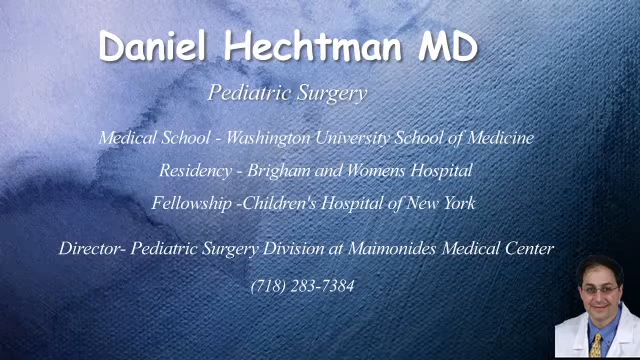 Daniel Hechtman MD
Pediatric Surgery
Medical School - Washington University School of Medicine
Residency - Brigham and Womens Hospital
Fellowship -Children's Hospital of New York
Director- Pediatric Surgery Division at Maimonides Medical Center
(718) 283-7384